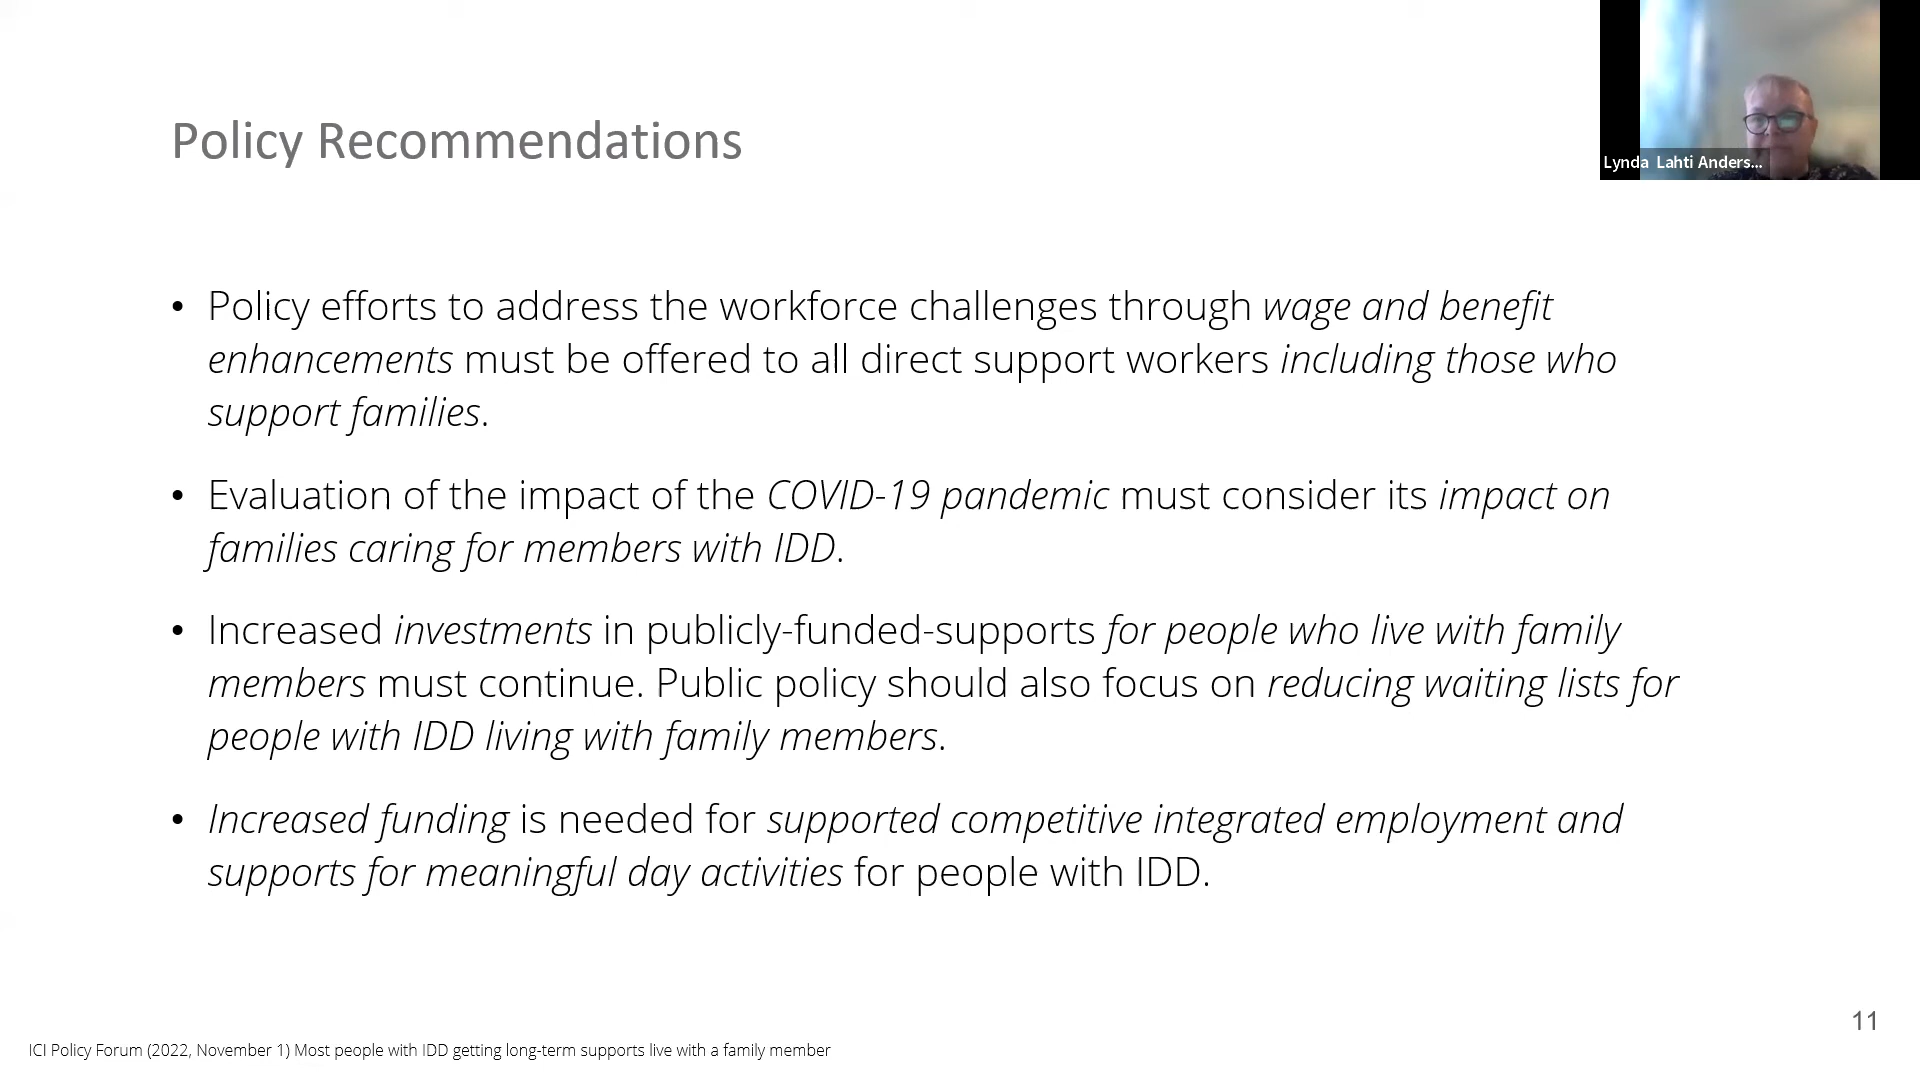 Lynda Lahti Anders...
Policy Recommendations
• Policy efforts to address the workforce challenges through wage and benefit
enhancements must be offered to all direct support workers including those who
support families.
• Evaluation of the impact of the COVID-19 pandemic must consider its impact on
families caring for members with IDD.
• Increased investments in publicly-funded-supports for people who live with family
members must continue. Public policy should also focus on reducing waiting lists for
people with IDD living with family members.
• Increased funding is needed for supported competitive integrated employment and
supports for meaningful day activities for people with IDD.
11
ICI Policy Forum (2022, November 1) Most people with IDD getting long-term supports live with a family member